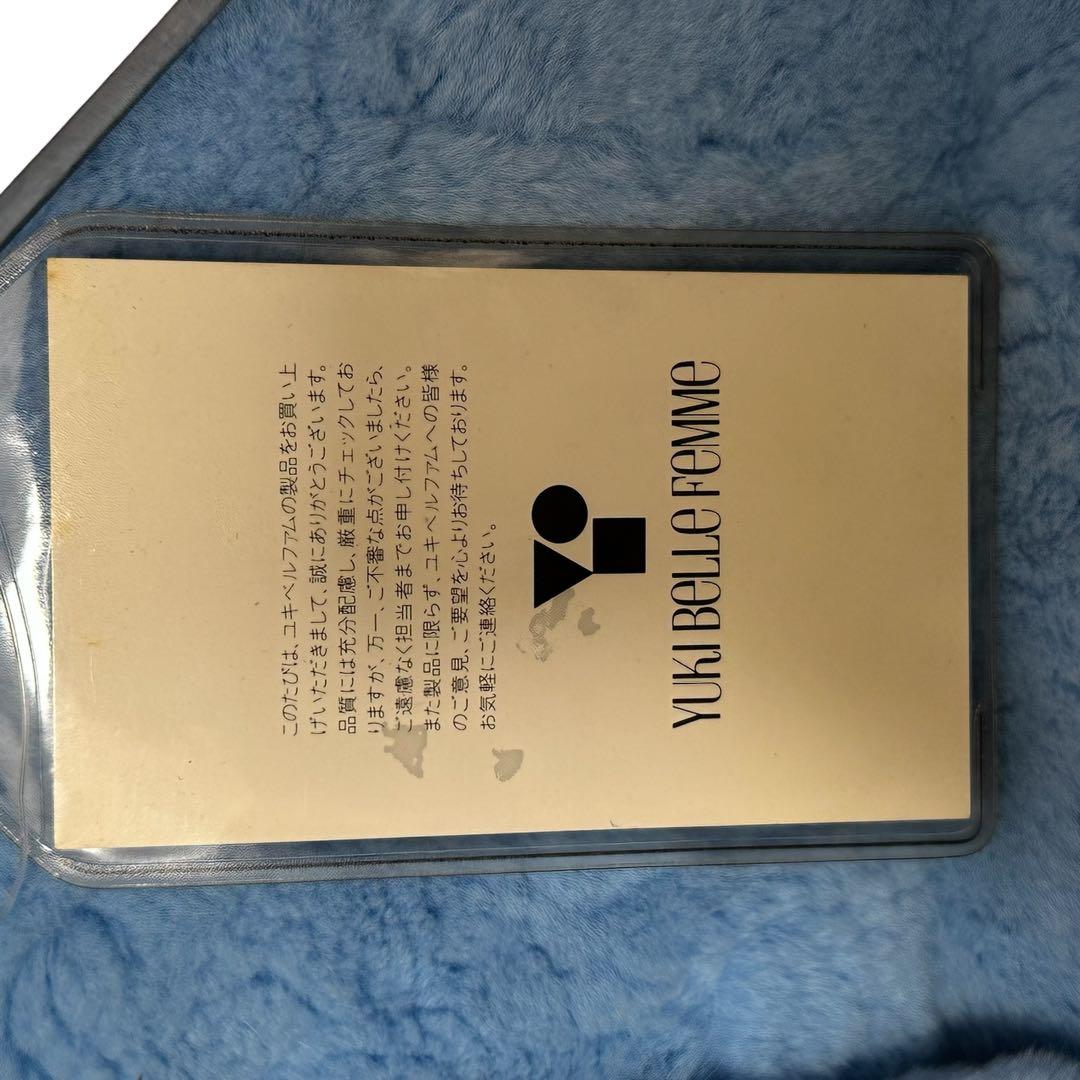 このたびは、ユキベルファムの製品をお買い上
げいただきまして、誠にありがとうございます。
品質には充分配慮し、厳重にチェックしてお
りますが、万一、ご不審な点がございましたら、
ご遠慮なく担当者までお申し付けください。
また製品に限らず、ユキベルファムへの皆様
のご意見、ご要望を心よりお待ちしております。
お気軽にご連絡ください。
YUKI BELLE FEMME